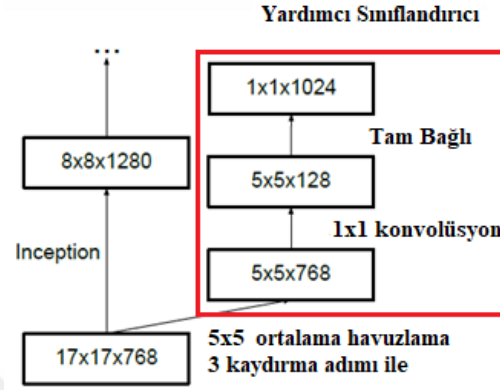 Yardımcı Sınıflandırıcı
...
1x1x1024
Tam Bağlı
8x8x1280
5x5x128
1x1 konvolüsyon
Inception
5x5x768
17x17x768
5x5 ortalama havuzlama
3 kaydırma adımı ile